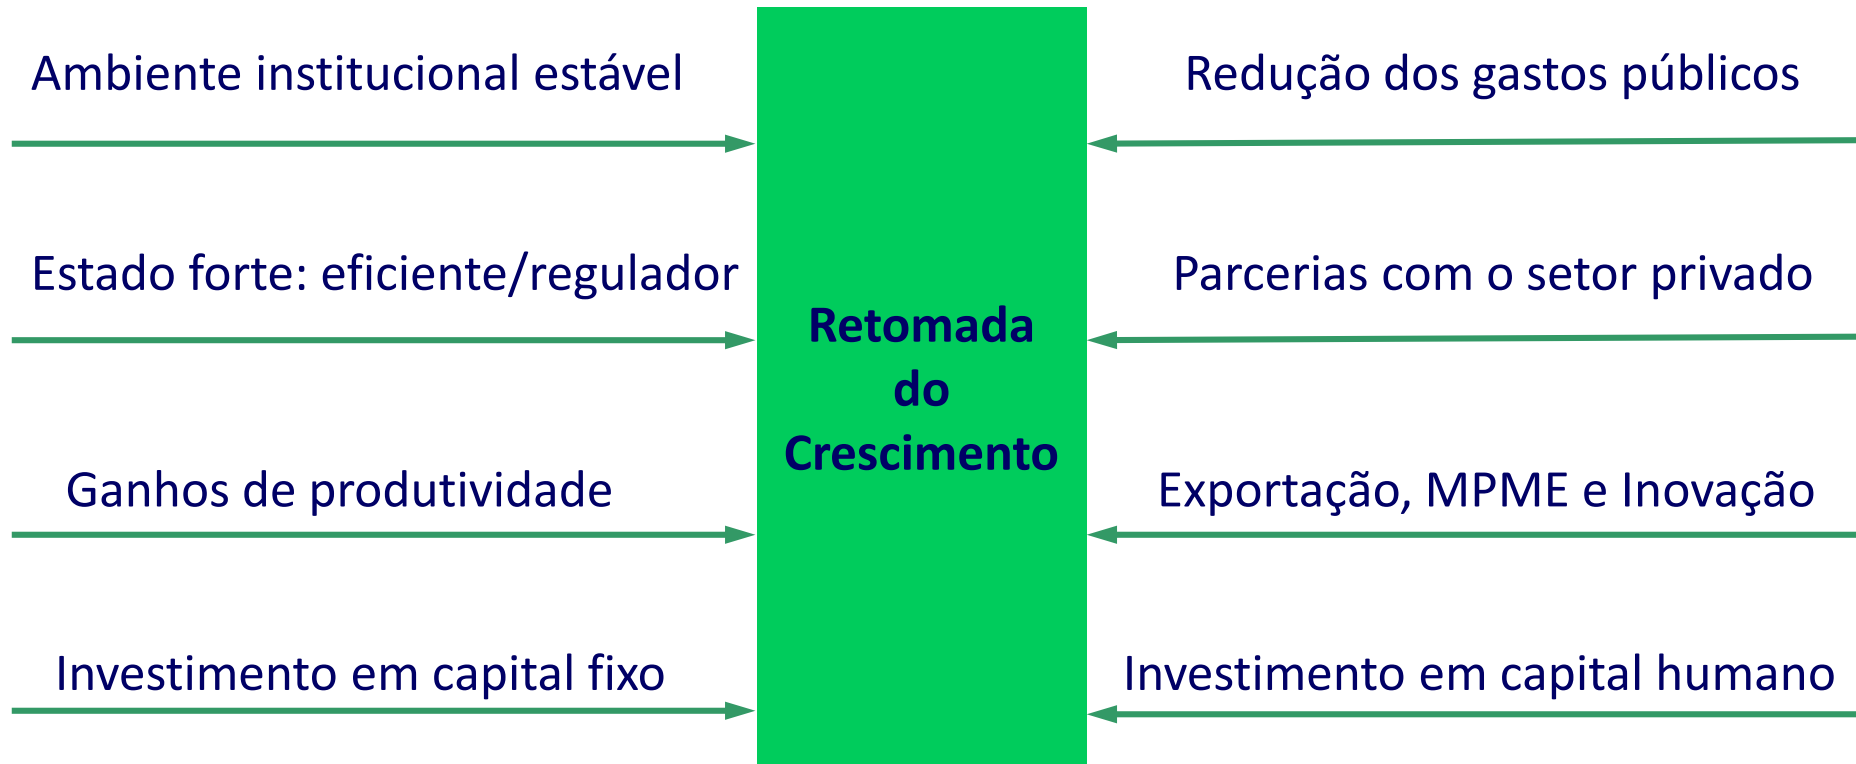 Ambiente institucional estável
Estado forte: eficiente/regulador
Ganhos de produtividade
Investimento em capital fixo
Retomada
do
Crescimento
Redução dos gastos públicos
Parcerias com o setor privado
Exportação, MPME e Inovação
Investimento em capital humano